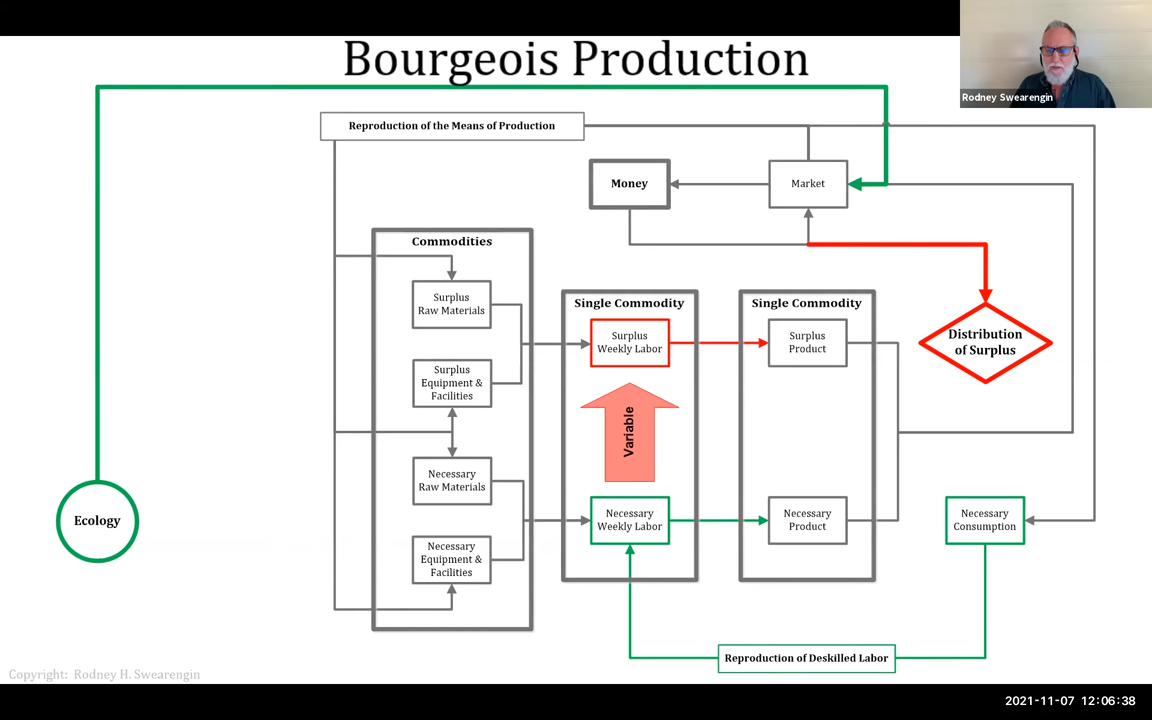 Bourgeois Production
Rodney Swearengin
Reproduction of the Means of Production
Money
Market
Commodities
Surplus
Raw Materials
Surplus
Equipment &
Facilities
Necessary
Raw Materials
Necessary
Equipment &
Facilities
Single Commodity
Surplus
Weekly Labor
Variable
Necessary
Weekly Labor
Single Commodity
Surplus
Product
Necessary
Product
Distribution
of Surplus
Ecology
Necessary
Consumption
Reproduction of Deskilled Labor
Copyright: Rodney H. Swearengin
2021-11-07 12:06:38